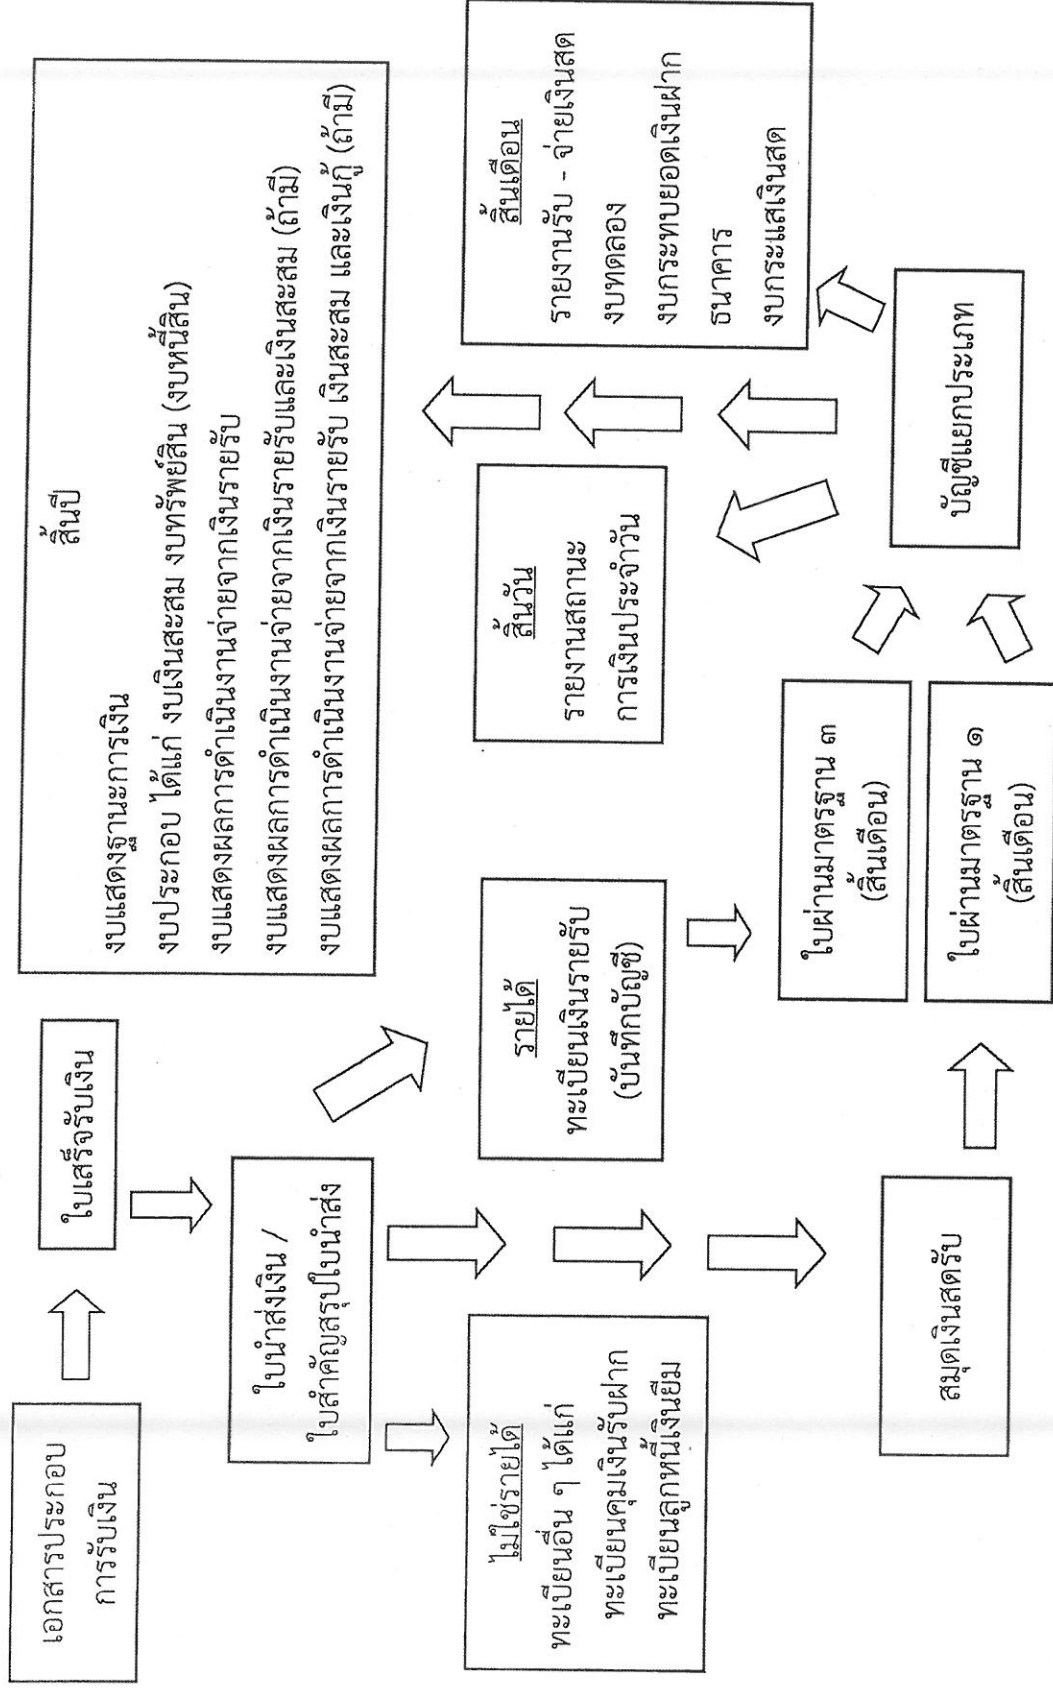 เอกสารประกอบ
การรับเงิน
ใบเสร็จรับเงิน
ใบนำส่งเงิน /
ใบสำคัญสรุปใบนำส่ง
ไม่ใช่รายได้
ทะเบียนอื่น ๆ ได้แก่
ทะเบียนคุมเงินรับฝาก
ทะเบียนลูกหนี้เงินยืม
รายได้
ทะเบียนเงินรายรับ
(บันทึกบัญชี)
สมุดเงินสดรับ
ใบผ่านมาตรฐาน ๓
(สิ้นเดือน)
ใบผ่านมาตรฐาน ๑
(สิ้นเดือน)
บัญชีแยกประเภท
สิ้นวัน
รายงานสถานะ
การเงินประจำวัน
สิ้นเดือน
รายงานรับ - จ่ายเงินสด
งบทดลอง
งบกระทบยอดเงินฝาก
ธนาคาร
งบกระแสเงินสด
สิ้นปี
งบแสดงฐานะการเงิน
งบประกอบ ได้แก่ งบเงินสะสม งบทรัพย์สิน (งบหนี้สิน)
งบแสดงผลการดำเนินงานจ่ายจากเงินรายรับ
งบแสดงผลการดำเนินงานจ่ายจากเงินรายรับและเงินสะสม (ถ้ามี)
งบแสดงผลการดำเนินงานจ่ายจากเงินรายรับ เงินสะสม และเงินกู้ (ถ้ามี)